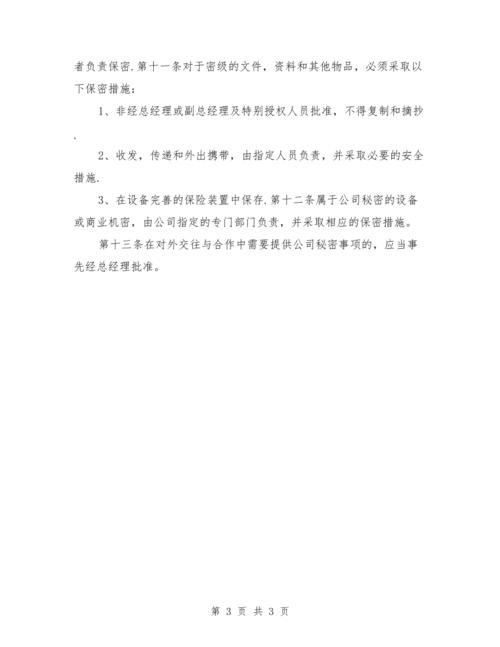 者负责保密.第十一条对于密级的文件，资料和其他物品，必须采取以
下保密措施：
1、非经总经理或副总经理及特别授权人员批准，不得复制和摘抄
.
2、收发，传递和外出携带，由指定人员负责，并采取必要的安全
措施.
3、在设备完善的保险装置中保存.第十二条属于公司秘密的设备
或商业机密，由公司指定的专门部门负责，并采取相应的保密措施。
第十三条在对外交往与合作中需要提供公司秘密事项的，应当事
先经总经理批准。
第 3 页 共 3 页